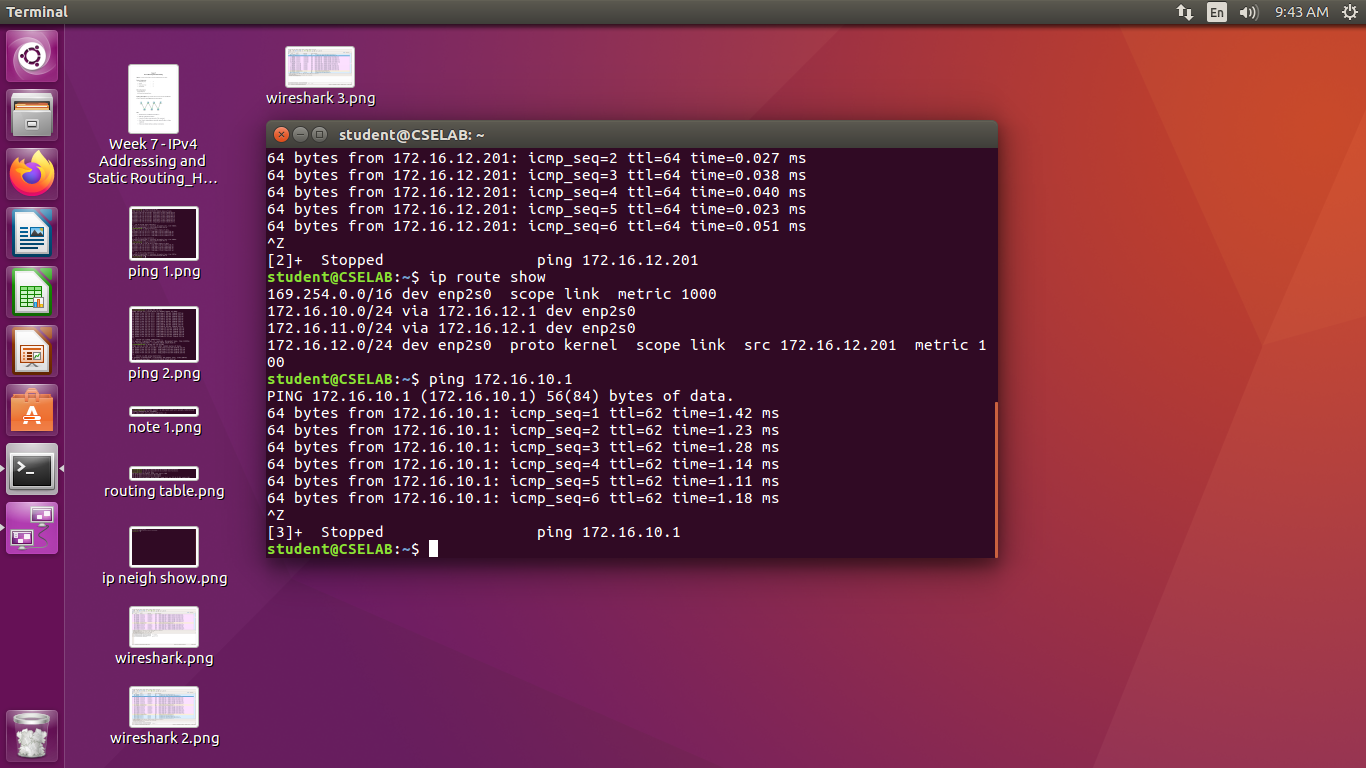 Terminal
En
9:43 AM
wireshark 3.png
Week 7 - IPv4
Addressing and
Static Routing_H...
ping 1.png
ping 2.png
note 1.png
routing table.png
ip neigh show.png
wireshark.png
wireshark 2.png
student@CSELAB: ~
64 bytes from 172.16.12.201: icmp_seq=2 ttl=64 time=0.027 ms
64 bytes from 172.16.12.201: icmp_seq=3 ttl=64 time=0.038 ms
64 bytes from 172.16.12.201: icmp_seq=4 ttl=64 time=0.040 ms
64 bytes from 172.16.12.201: icmp_seq=5 ttl=64 time=0.023 ms
64 bytes from 172.16.12.201: icmp_seq=6 ttl=64 time=0.051 ms
^Z
[2]+  Stopped                 ping 172.16.12.201
student@CSELAB:~$ ip route show
169.254.0.0/16 dev enp2s0  scope link  metric 1000
172.16.10.0/24 via 172.16.12.1 dev enp2s0
172.16.11.0/24 via 172.16.12.1 dev enp2s0
172.16.12.0/24 dev enp2s0  proto kernel  scope link  src 172.16.12.201  metric 1
00
student@CSELAB:~$ ping 172.16.10.1
PING 172.16.10.1 (172.16.10.1) 56(84) bytes of data.
64 bytes from 172.16.10.1: icmp_seq=1 ttl=62 time=1.42 ms
64 bytes from 172.16.10.1: icmp_seq=2 ttl=62 time=1.23 ms
64 bytes from 172.16.10.1: icmp_seq=3 ttl=62 time=1.28 ms
64 bytes from 172.16.10.1: icmp_seq=4 ttl=62 time=1.14 ms
64 bytes from 172.16.10.1: icmp_seq=5 ttl=62 time=1.11 ms
64 bytes from 172.16.10.1: icmp_seq=6 ttl=62 time=1.18 ms
^Z
[3]+  Stopped                 ping 172.16.10.1
student@CSELAB:~$